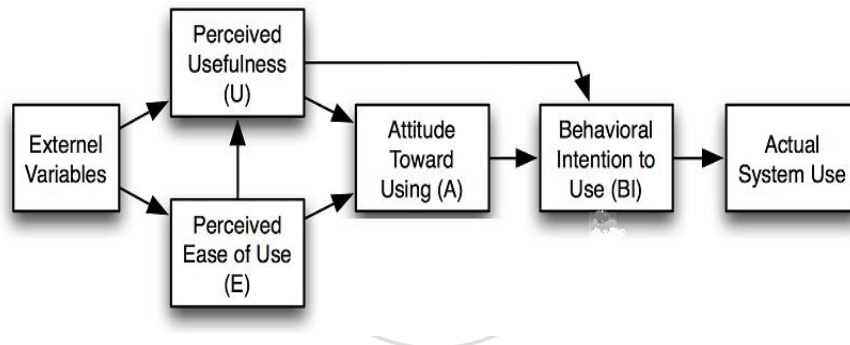 Externel
Variables
Perceived
Usefulness
(U)
Perceived
Ease of Use
(E)
Attitude
Toward
Using (A)
Behavioral
Intention to
Use (BI)
Actual
System Use